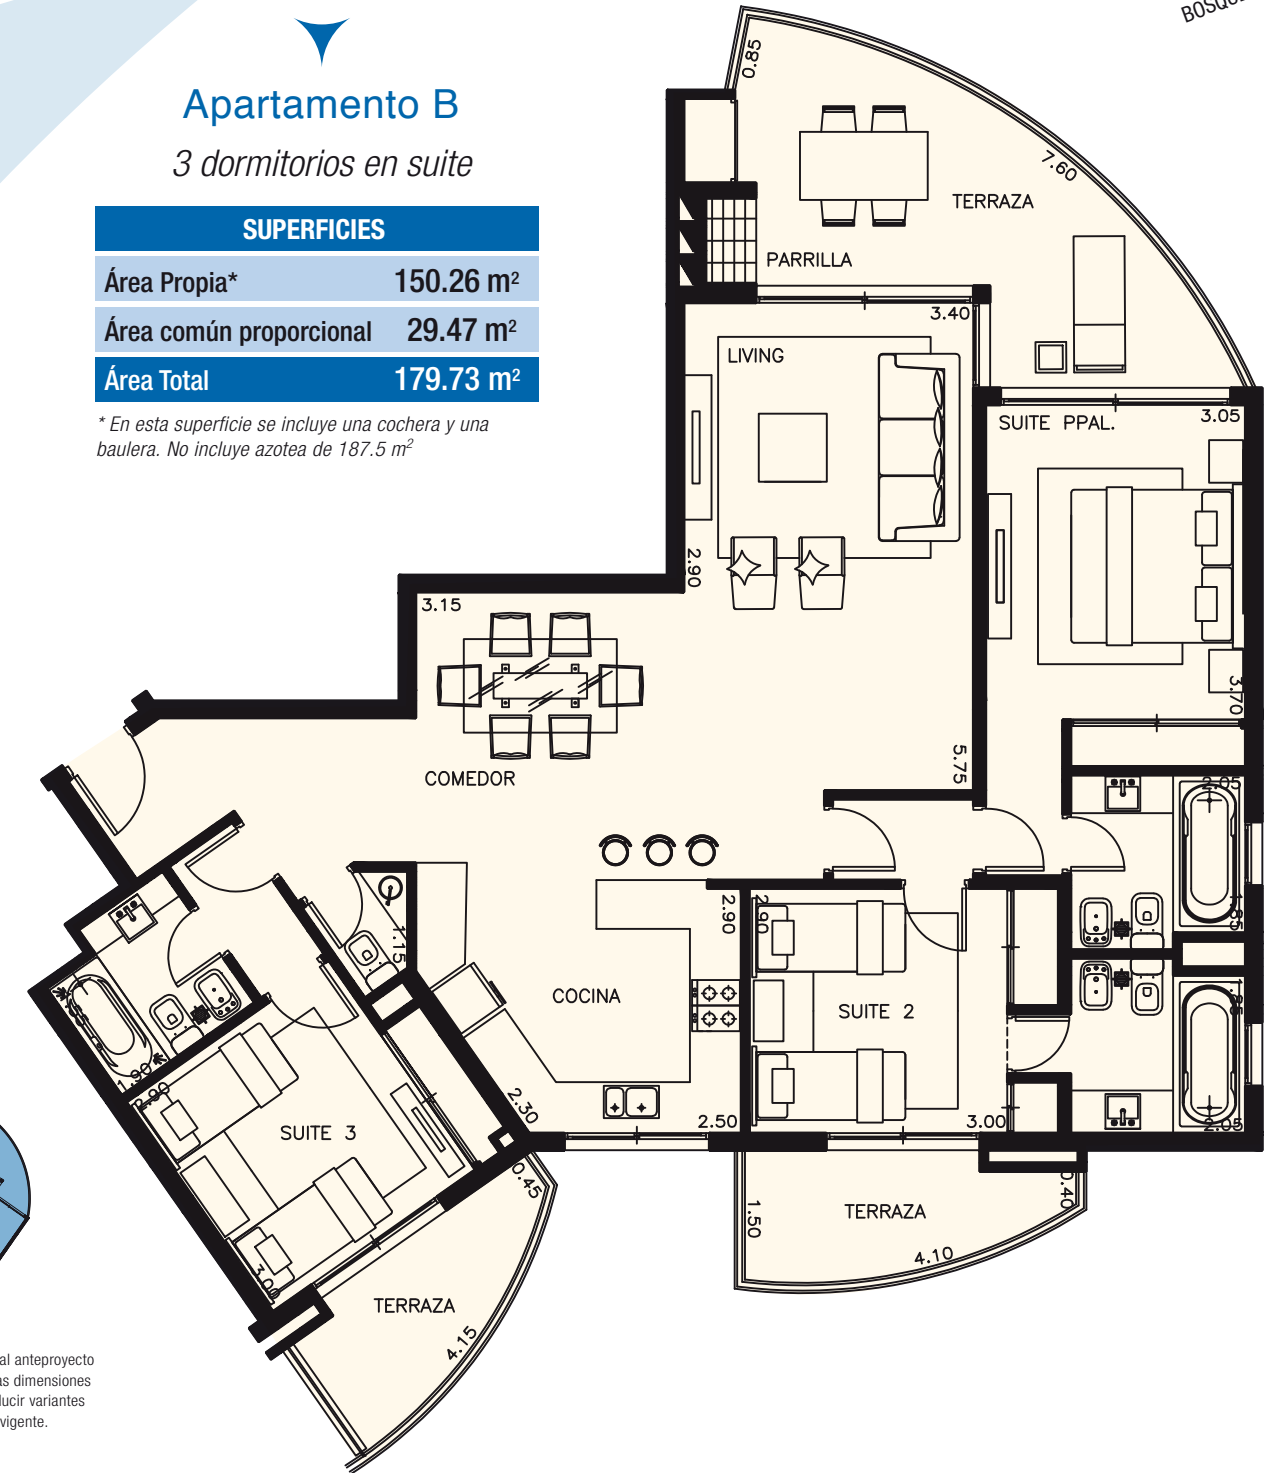 Apartamento B
3 dormitorios en suite
SUPERFICIES
Área Propia* 150.26 m²
Área común proporcional 29.47 m²
Área Total 179.73 m²
* En esta superficie se incluye una cochera y una
baulera. No incluye azotea de 187.5 m²
0.85
7.60
TERRAZA
PARRILLA
3.40
LIVING
SUITE PPAL.
3.05
2.90
3.15
3.70
COMEDOR
5.75
2.05
1.85
2.90
2.90
1.15
COCINA
SUITE 2
1.85
1.90
2.90
SUITE 3
2.30
2.50
3.00
2.05
0.45
1.50
TERRAZA
0.40
4.10
3.00
TERRAZA
4.15
al anteproyecto
as dimensiones
ducir variantes
vigente.